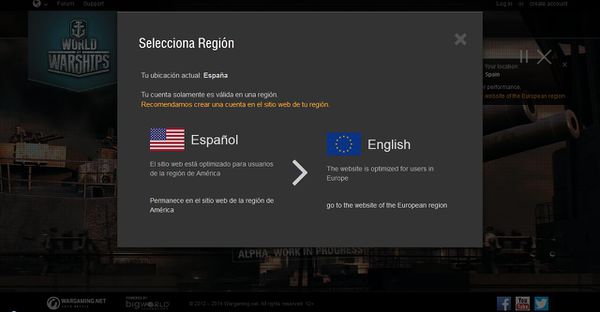 Forum Support
Log in or create account
WORLD
OF
WARSHIPS
Selecciona Región
Tu ubicación actual: España
Tu cuenta solamente es válida en una región.
Recomendamos crear una cuenta en el sitio web de tu región.
Your location:
Spain
performance.
website of the European region.
Español
El sitio web está optimizado para usuarios
de la región de América
Permanece en el sitio web de la región de
América
English
The website is optimized for users in
Europe
go to the website of the European region
ALPHA, WORK IN PROGRESS
WARGAMING.NET
POWERED BY
bigworld
© 2012 – 2014 Wargaming.net. All rights reserved. 12+
f
You
Tube